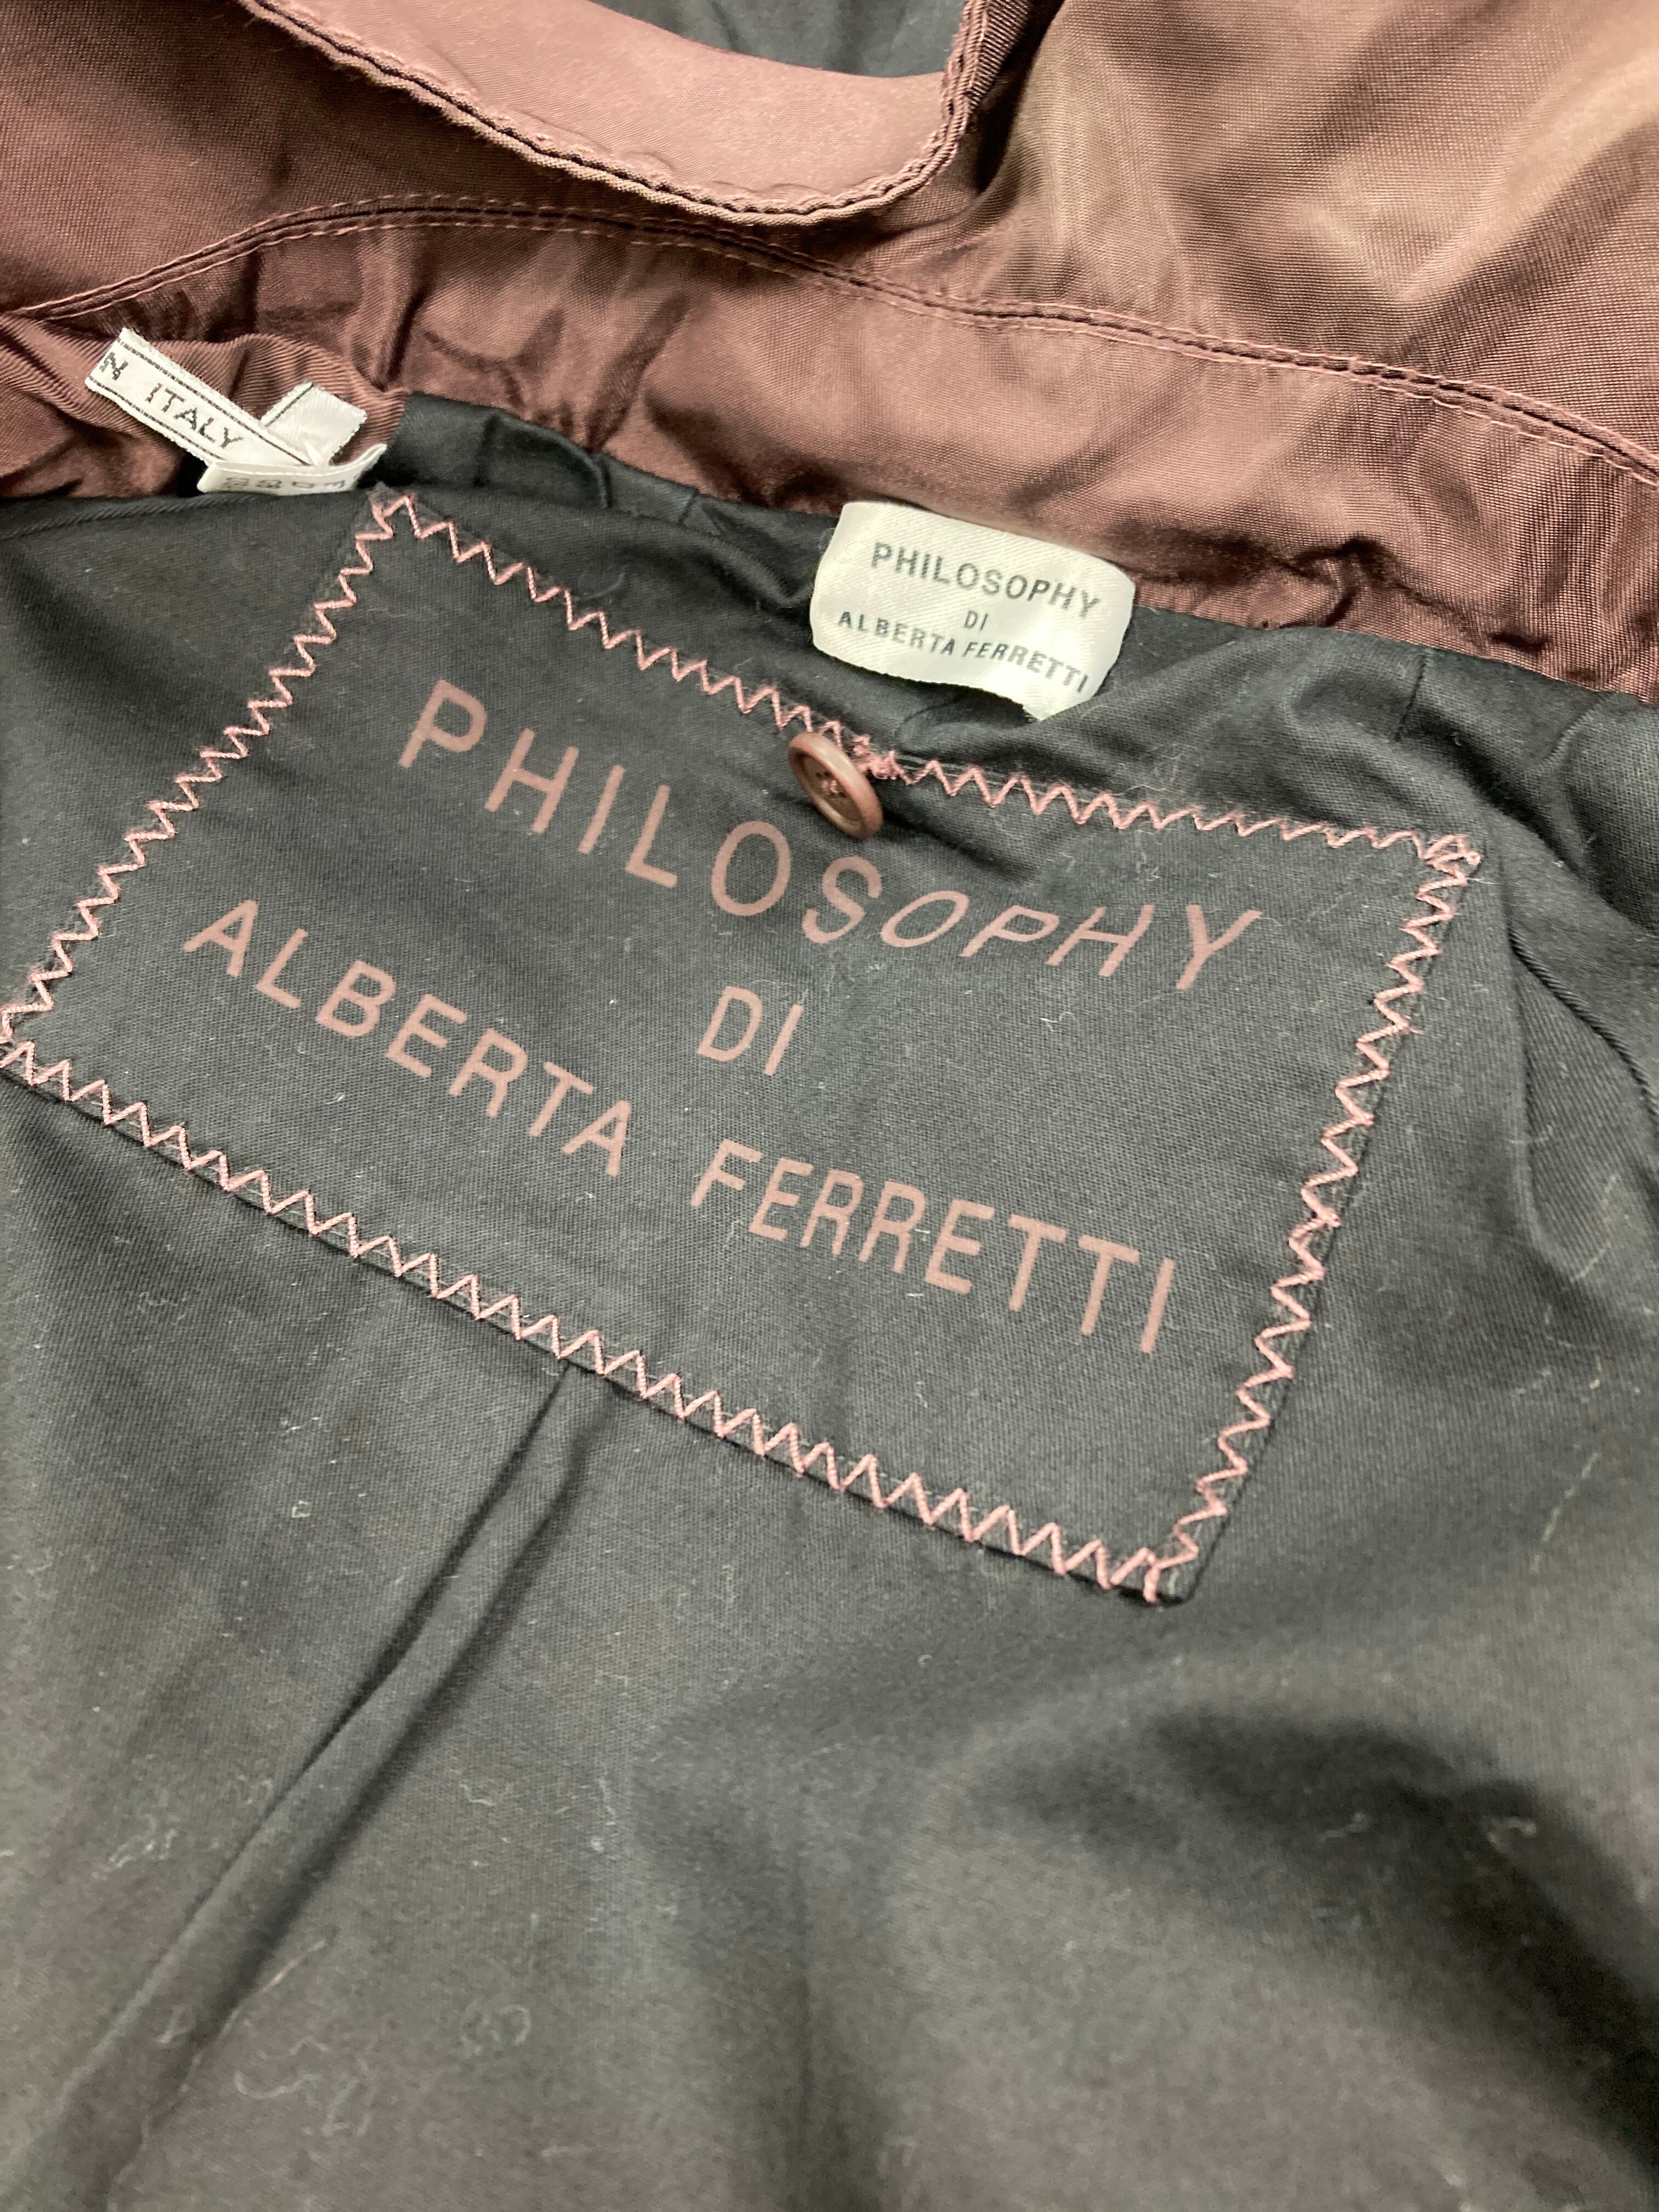 N ITALY
PHILOSOPHY
DI
ALBERTA FERRETTI
PHILOSOPHY
DI
ALBERTA FERRETTI